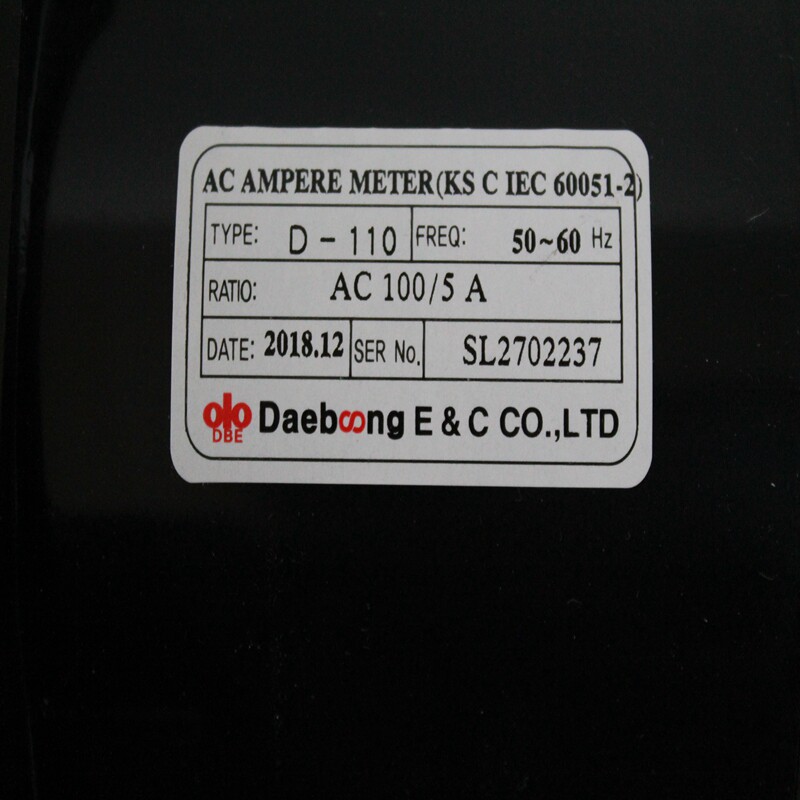 AC AMPERE METER(KS C IEC 60051-2)
TYPE: D - 110 FREQ: 50~60 Hz
RATIO: AC 100/5 A
DATE: 2018.12 SER No. SL2702237
DBE Daeboong E & C CO.,LTD